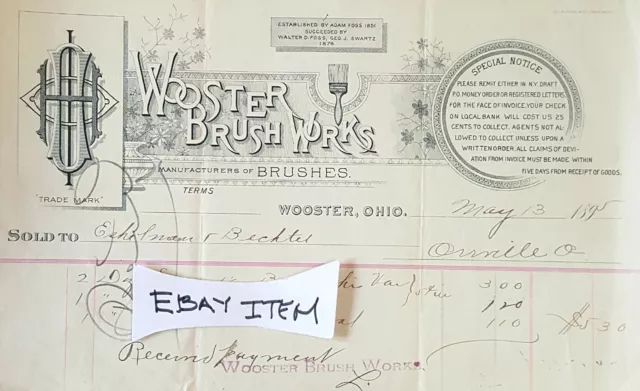 ESTABLISHED BY ADAM FOSS 1851
SUCCEEDED BY
WALTER D. FOSS, GEO. J. SWARTZ
1879
WOOSTER
BRUSH WORKS
MANUFACTURERS OF BRUSHES.
"TRADE MARK"
TERMS
SPECIAL NOTICE
PLEASE REMIT EITHER IN N.Y. DRAFT
P.O. MONEY ORDER OR REGISTERED LETTERS,
FOR THE FACE OF INVOICE. YOUR CHECK
ON LOCAL BANK WILL COST US 25
CENTS TO COLLECT. AGENTS NOT AL-
LOWED TO COLLECT UNLESS UPON A
WRITTEN ORDER. ALL CLAIMS OF DEVI-
ATION FROM INVOICE MUST BE MADE WITHIN
FIVE DAYS FROM RECEIPT OF GOODS.
WOOSTER, OHIO. May 13 1895
SOLD TO & Bechtel
Orrville O
2 3 00
1 1 20
1 1 10 $5 30
EBAY ITEM
Received payment
WOOSTER BRUSH WORKS.